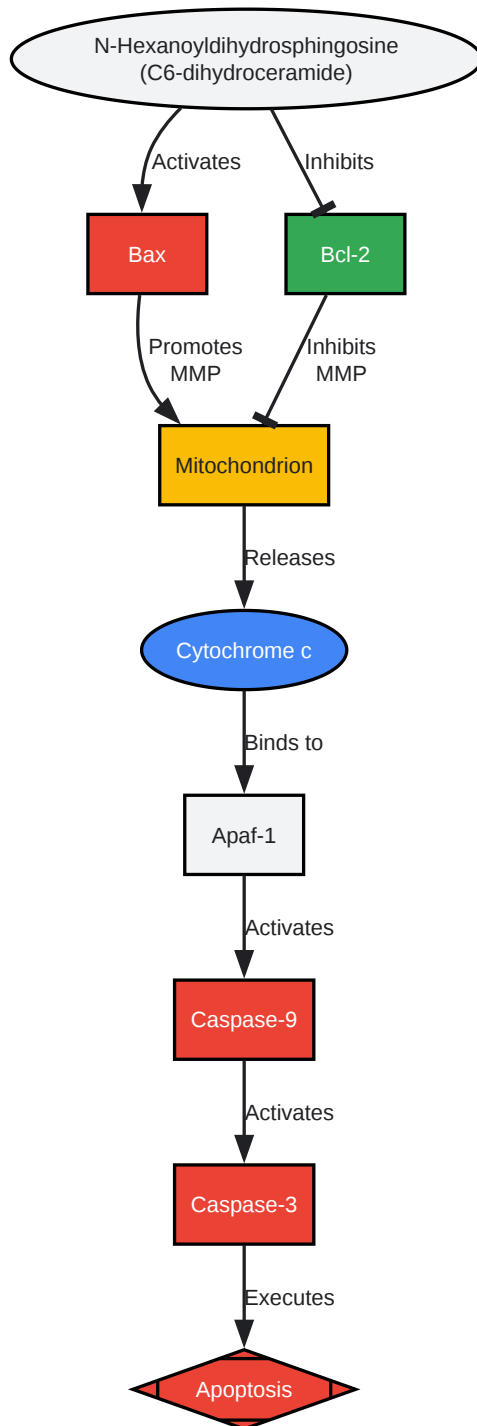 N-Hexanoyldihydrosphingosine
(C6-dihydroceramide)
Activates
Inhibits
Bax
Bcl-2
Promotes
MMP
Inhibits
MMP
Mitochondrion
Releases
Cytochrome c
Binds to
Apaf-1
Activates
Caspase-9
Activates
Caspase-3
Executes
Apoptosis